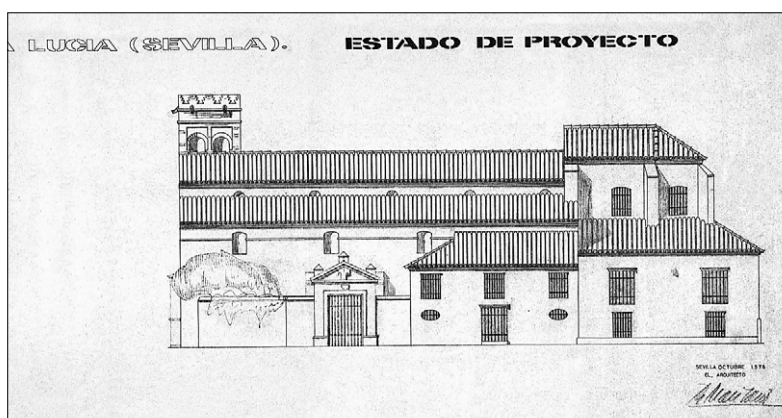 A LUCIA (SEVILLA). ESTADO DE PROYECTO
SEVILLA OCTUBRE 1976
EL ARQUITECTO